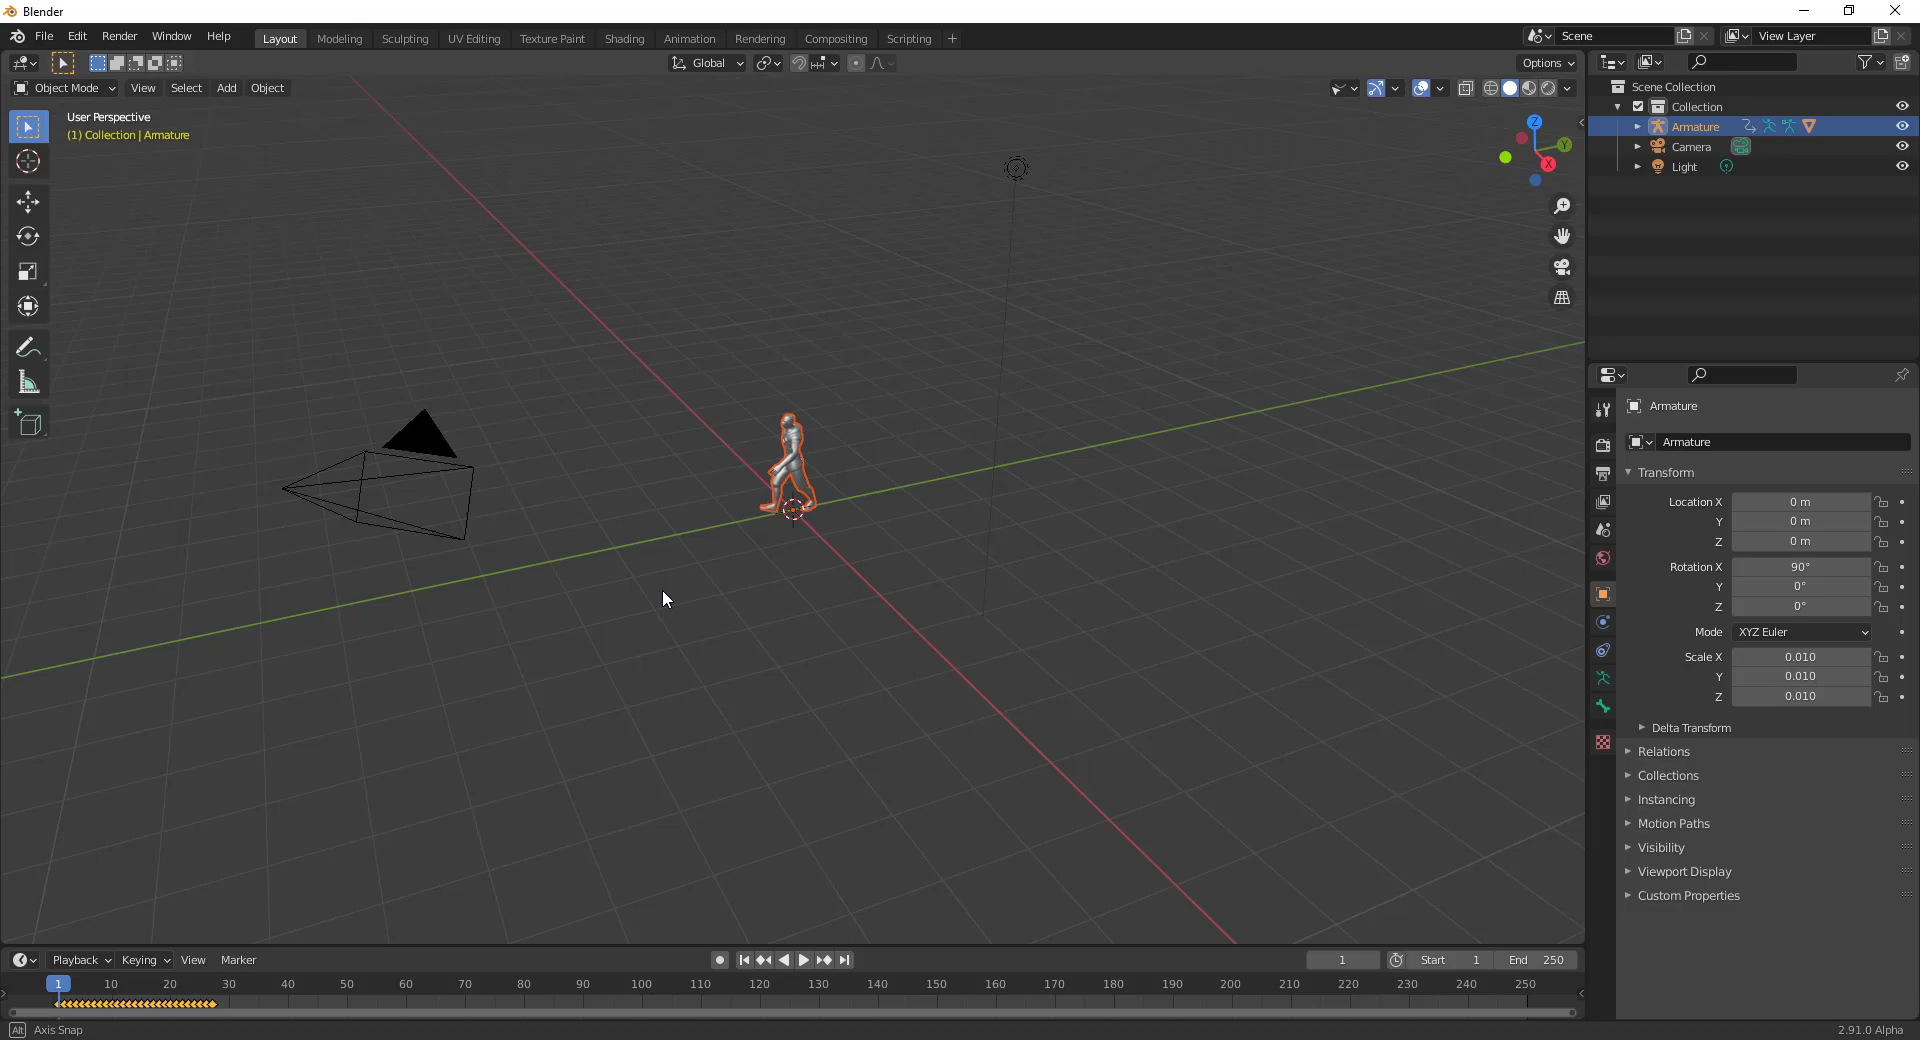 Blender
File Edit Render Window Help
Layout Modeling Sculpting UV Editing Texture Paint Shading Animation Rendering Compositing Scripting +
Scene
View Layer
Global
Options
Object Mode View Select Add Object
User Perspective
(1) Collection | Armature
Z
Y
X
Scene Collection
Collection
Armature
Camera
Light
Armature
Armature
Transform
Location X 0 m
Y 0 m
Z 0 m
Rotation X 90°
Y 0°
Z 0°
Mode XYZ Euler
Scale X 0.010
Y 0.010
Z 0.010
Delta Transform
Relations
Collections
Instancing
Motion Paths
Visibility
Viewport Display
Custom Properties
Playback Keying View Marker
1 Start 1 End 250
1 10 20 30 40 50 60 70 80 90 100 110 120 130 140 150 160 170 180 190 200 210 220 230 240 250
Alt Axis Snap
2.91.0 Alpha